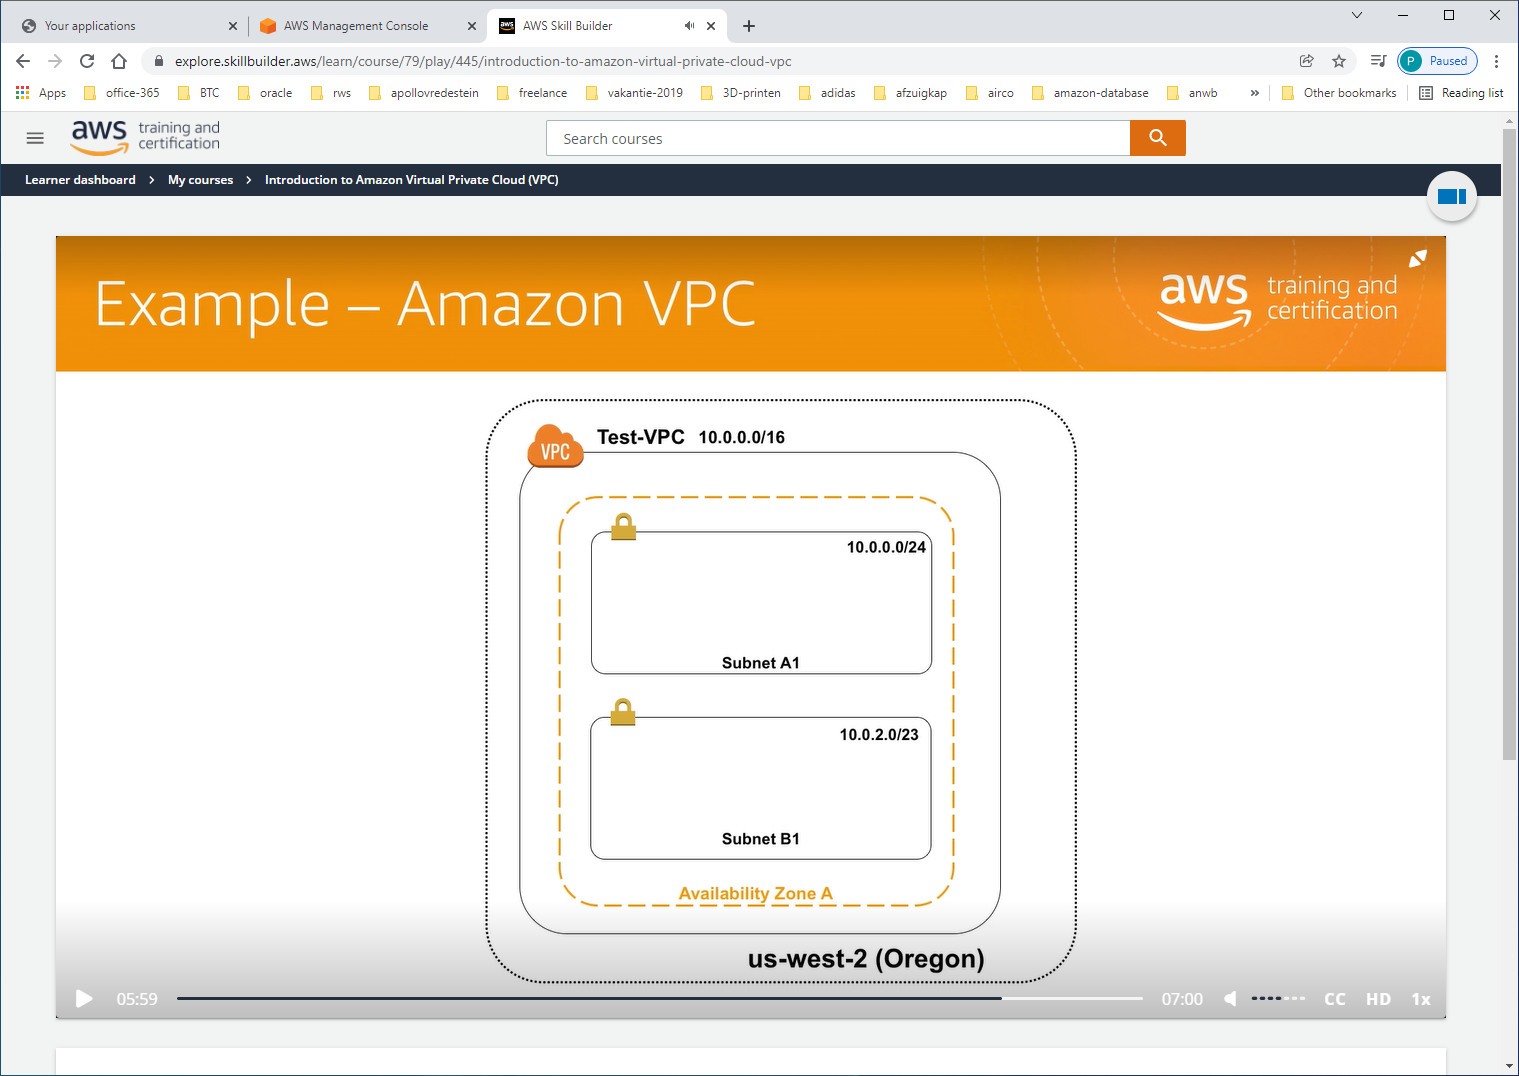 Your applications
AWS Management Console
aws AWS Skill Builder
explore.skillbuilder.aws/learn/course/79/play/445/introduction-to-amazon-virtual-private-cloud-vpc
P Paused
Apps office-365 BTC oracle rws apollovredestein freelance vakantie-2019 3D-printen adidas afzuigkap airco amazon-database anwb » Other bookmarks Reading list
aws training and
certification
Search courses
Learner dashboard > My courses > Introduction to Amazon Virtual Private Cloud (VPC)
Example – Amazon VPC
aws training and
certification
VPC
Test-VPC 10.0.0.0/16
10.0.0.0/24
Subnet A1
10.0.2.0/23
Subnet B1
Availability Zone A
us-west-2 (Oregon)
05:59 07:00 CC HD 1x